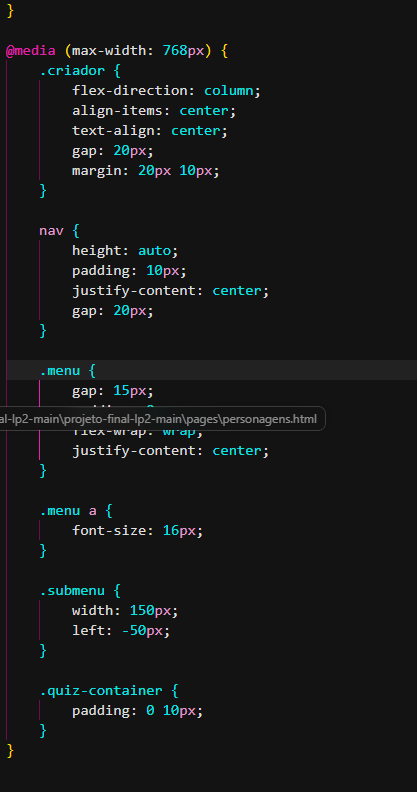 }
@media (max-width: 768px) {
.criador {
flex-direction: column;
align-items: center;
text-align: center;
gap: 20px;
margin: 20px 10px;
}
nav {
height: auto;
padding: 10px;
justify-content: center;
gap: 20px;
}
.menu {
gap: 15px;
al-lp2-main\projeto-final-lp2-main\pages\personagens.html
flex-wrap: wrap;
justify-content: center;
}
.menu a {
font-size: 16px;
}
.submenu {
width: 150px;
left: -50px;
}
.quiz-container {
padding: 0 10px;
}
}